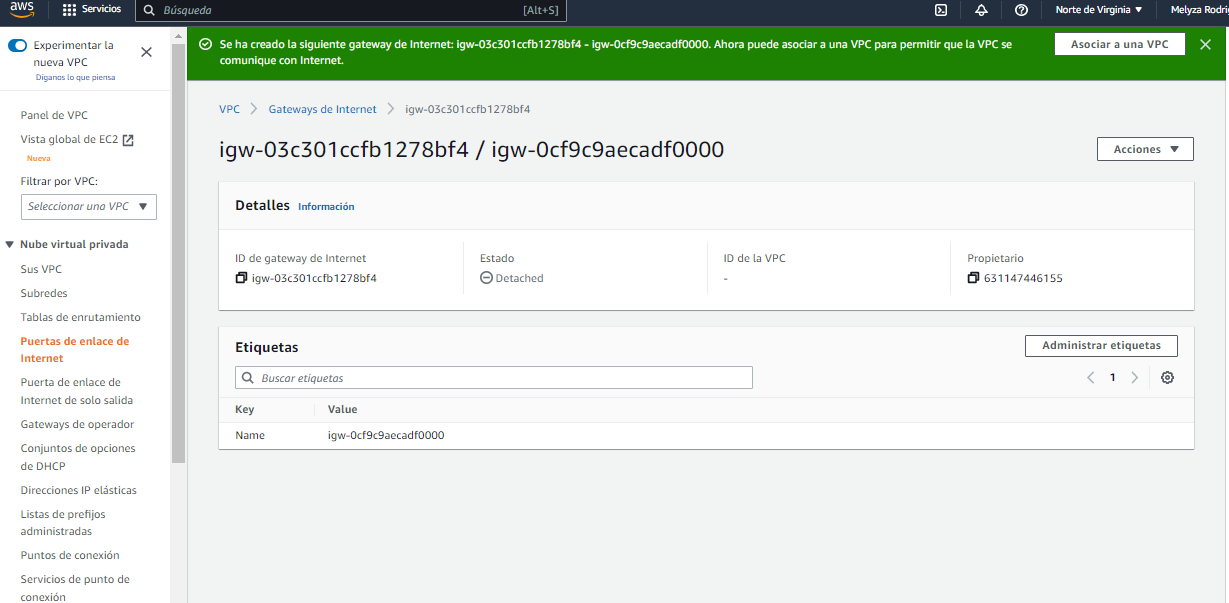 aws
Servicios
Búsqueda
[Alt+S]
Norte de Virginia
Melyza Rodri
Experimentar la
nueva VPC
Díganos lo que piensa
Panel de VPC
Vista global de EC2
Nueva
Filtrar por VPC:
Seleccionar una VPC
Nube virtual privada
Sus VPC
Subredes
Tablas de enrutamiento
Puertas de enlace de
Internet
Puerta de enlace de
Internet de solo salida
Gateways de operador
Conjuntos de opciones
de DHCP
Direcciones IP elásticas
Listas de prefijos
administradas
Puntos de conexión
Servicios de punto de
conexión
Se ha creado la siguiente gateway de Internet: igw-03c301ccfb1278bf4 - igw-0cf9c9aecadf0000. Ahora puede asociar a una VPC para permitir que la VPC se
comunique con Internet.
Asociar a una VPC
VPC
Gateways de Internet
igw-03c301ccfb1278bf4
igw-03c301ccfb1278bf4 / igw-0cf9c9aecadf0000
Acciones
Detalles Información
ID de gateway de Internet
igw-03c301ccfb1278bf4
Estado
Detached
ID de la VPC
-
Propietario
631147446155
Etiquetas
Administrar etiquetas
Buscar etiquetas
1
Key Value
Name igw-0cf9c9aecadf0000